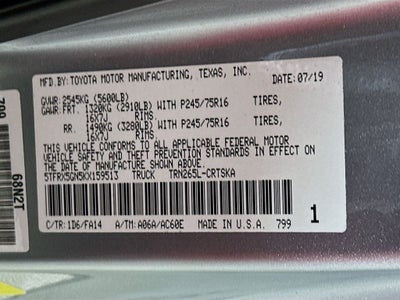 MFD.BY:TOYOTA MOTOR MANUFACTURING, TEXAS, INC. DATE: 07/19
GVWR: 2545KG (5600LB)
GAWR: FRT. 1320KG (2910LB) WITH P245/75R16 TIRES,
16X7J RIMS
RR. 1490KG (3280LB) WITH P245/75R16 TIRES,
16X7J RIMS
THIS VEHICLE CONFORMS TO ALL APPLICABLE FEDERAL MOTOR
VEHICLE SAFETY AND THEFT PREVENTION STANDARDS IN EFFECT ON
THE DATE OF MANUFACTURE SHOWN ABOVE.
5TFRX5GN5KX159513 TRUCK TRN265L-CRTSKA
C/TR: 1D6/FA14 A/TM: A06A/AC60E MADE IN U.S.A. 799 1
799
68M2T